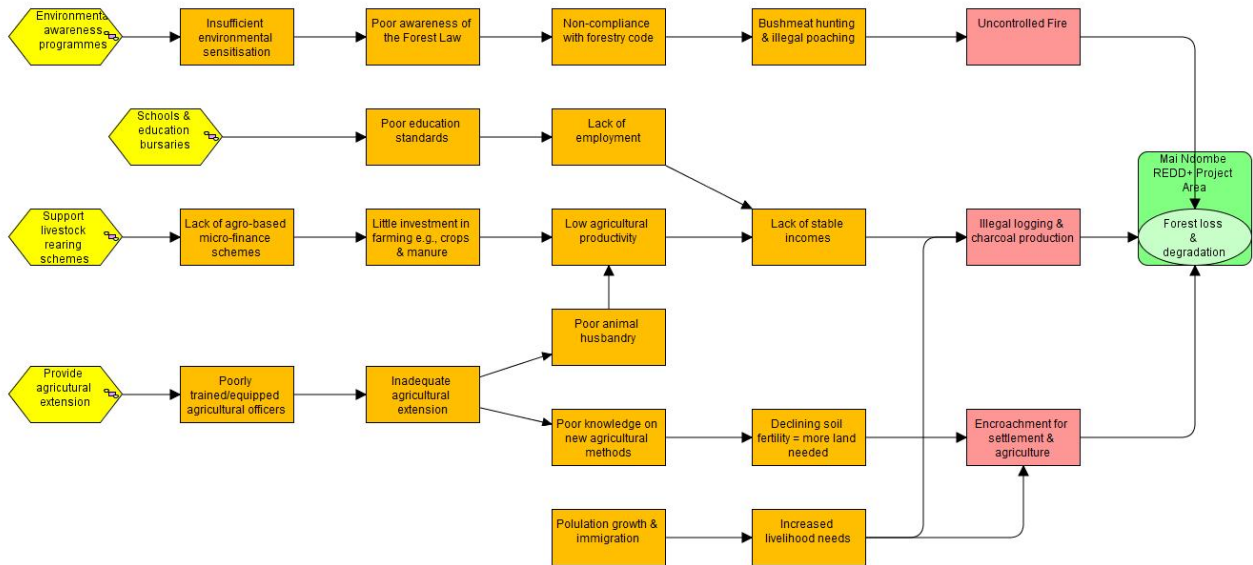 Environmental
awareness
programmes
Insufficient
environmental
sensitisation
Poor awareness of
the Forest Law
Non-compliance
with forestry code
Bushmeat hunting
& illegal poaching
Uncontrolled Fire
Schools &
education
bursaries
Poor education
standards
Lack of
employment
Mai Ndombe
REDD+ Project
Area
Support
livestock
rearing
schemes
Lack of agro-based
micro-finance
schemes
Little investment in
farming e.g., crops
& manure
Low agricultural
productivity
Lack of stable
incomes
Illegal logging &
charcoal production
Forest loss
&
degradation
Poor animal
husbandry
Provide
agricutural
extension
Poorly
trained/equipped
agricultural officers
Inadequate
agricultural
extension
Poor knowledge on
new agricultural
methods
Declining soil
fertility = more land
needed
Encroachment for
settlement &
agriculture
Polulation growth &
immigration
Increased
livelihood needs